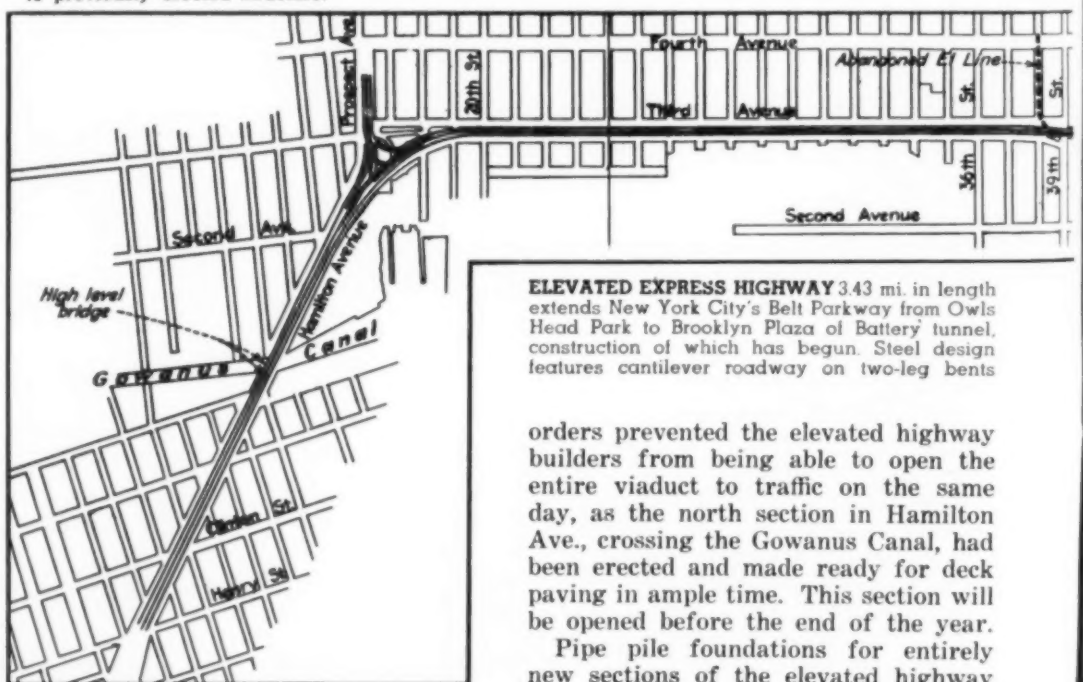 Prospect Ave.
20th St.
Fourth Avenue
Abandoned El Line
Third Avenue
36th St.
39th St.
Second Ave.
Second Avenue
Hamilton Avenue
High level
bridge
Gowanus Canal
Clinton St.
Henry St.
ELEVATED EXPRESS HIGHWAY 3.43 mi. in length
extends New York City's Belt Parkway from Owls
Head Park to Brooklyn Plaza of Battery tunnel,
construction of which has begun. Steel design
features cantilever roadway on two-leg bents
orders prevented the elevated highway
builders from being able to open the
entire viaduct to traffic on the same
day, as the north section in Hamilton
Ave., crossing the Gowanus Canal, had
been erected and made ready for deck
paving in ample time. This section will
be opened before the end of the year.
Pipe pile foundations for entirely
new sections of the elevated highway